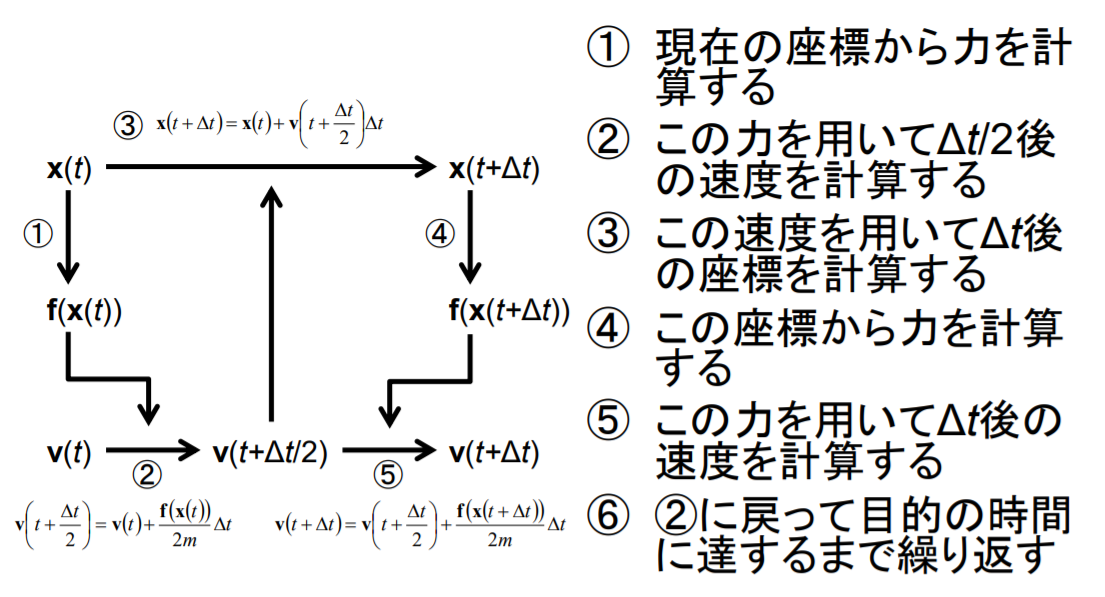 ③ x(t+Δt)=x(t)+v(t+Δt/2)Δt
x(t)
x(t+Δt)
①
④
f(x(t))
f(x(t+Δt))
v(t)
v(t+Δt/2)
v(t+Δt)
②
⑤
v(t+Δt/2)=v(t)+f(x(t))/2m Δt
v(t+Δt)=v(t+Δt/2)+f(x(t+Δt))/2m Δt
① 現在の座標から力を計
算する
② この力を用いてΔt/2後
の速度を計算する
③ この速度を用いてΔt後
の座標を計算する
④ この座標から力を計算
する
⑤ この力を用いてΔt後の
速度を計算する
⑥ ②に戻って目的の時間
に達するまで繰り返す